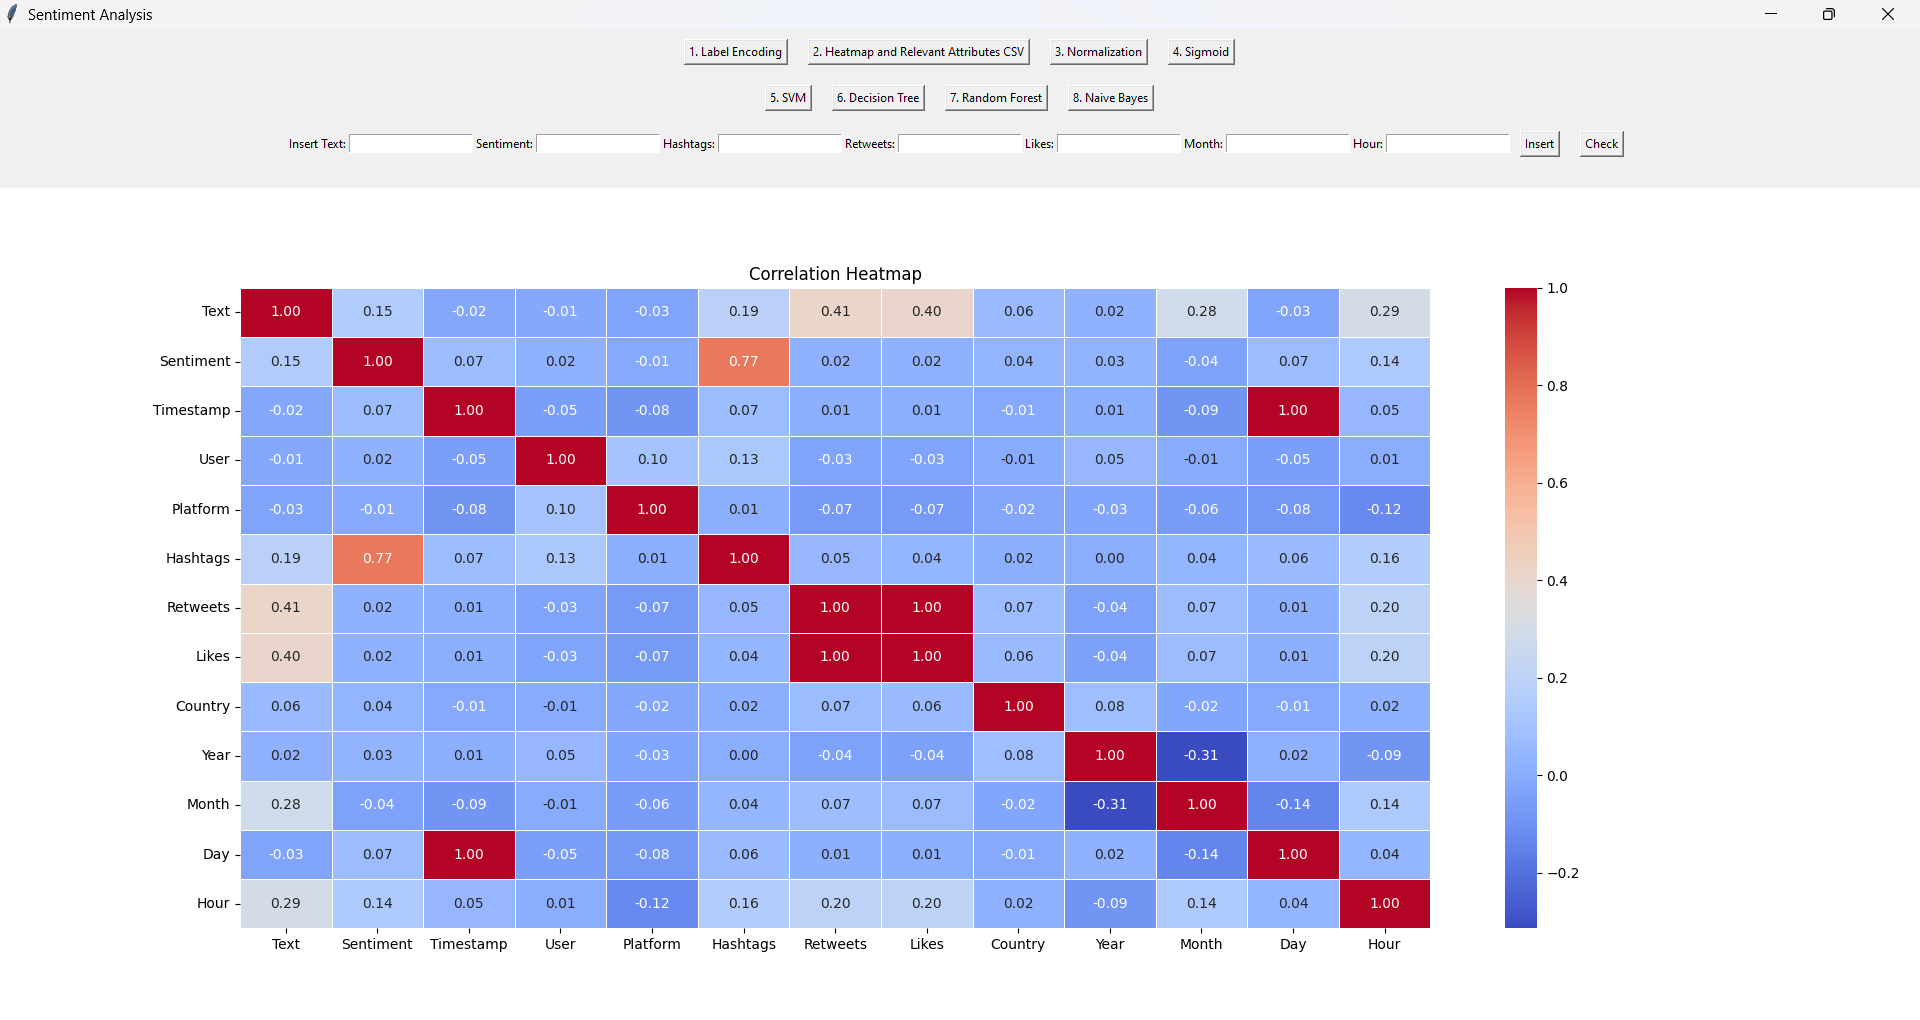 Sentiment Analysis
1. Label Encoding 2. Heatmap and Relevant Attributes CSV 3. Normalization 4. Sigmoid
5. SVM 6. Decision Tree 7. Random Forest 8. Naive Bayes
Insert Text: Sentiment: Hashtags: Retweets: Likes: Month: Hour: Insert Check
Correlation Heatmap
Text 1.00 0.15 -0.02 -0.01 -0.03 0.19 0.41 0.40 0.06 0.02 0.28 -0.03 0.29
Sentiment 0.15 1.00 0.07 0.02 -0.01 0.77 0.02 0.02 0.04 0.03 -0.04 0.07 0.14
Timestamp -0.02 0.07 1.00 -0.05 -0.08 0.07 0.01 0.01 -0.01 0.01 -0.09 1.00 0.05
User -0.01 0.02 -0.05 1.00 0.10 0.13 -0.03 -0.03 -0.01 0.05 -0.01 -0.05 0.01
Platform -0.03 -0.01 -0.08 0.10 1.00 0.01 -0.07 -0.07 -0.02 -0.03 -0.06 -0.08 -0.12
Hashtags 0.19 0.77 0.07 0.13 0.01 1.00 0.05 0.04 0.02 0.00 0.04 0.06 0.16
Retweets 0.41 0.02 0.01 -0.03 -0.07 0.05 1.00 1.00 0.07 -0.04 0.07 0.01 0.20
Likes 0.40 0.02 0.01 -0.03 -0.07 0.04 1.00 1.00 0.06 -0.04 0.07 0.01 0.20
Country 0.06 0.04 -0.01 -0.01 -0.02 0.02 0.07 0.06 1.00 0.08 -0.02 -0.01 0.02
Year 0.02 0.03 0.01 0.05 -0.03 0.00 -0.04 -0.04 0.08 1.00 -0.31 0.02 -0.09
Month 0.28 -0.04 -0.09 -0.01 -0.06 0.04 0.07 0.07 -0.02 -0.31 1.00 -0.14 0.14
Day -0.03 0.07 1.00 -0.05 -0.08 0.06 0.01 0.01 -0.01 0.02 -0.14 1.00 0.04
Hour 0.29 0.14 0.05 0.01 -0.12 0.16 0.20 0.20 0.02 -0.09 0.14 0.04 1.00
Text Sentiment Timestamp User Platform Hashtags Retweets Likes Country Year Month Day Hour
1.0
0.8
0.6
0.4
0.2
0.0
−0.2